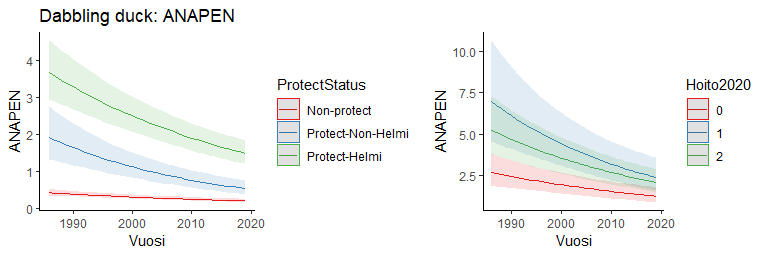 Dabbling duck: ANAPEN
4
3
2
1
0
ANAPEN
1990
2000
2010
2020
Vuosi
ProtectStatus
Non-protect
Protect-Non-Helmi
Protect-Helmi
10.0
7.5
5.0
2.5
ANAPEN
1990
2000
2010
2020
Vuosi
Hoito2020
0
1
2